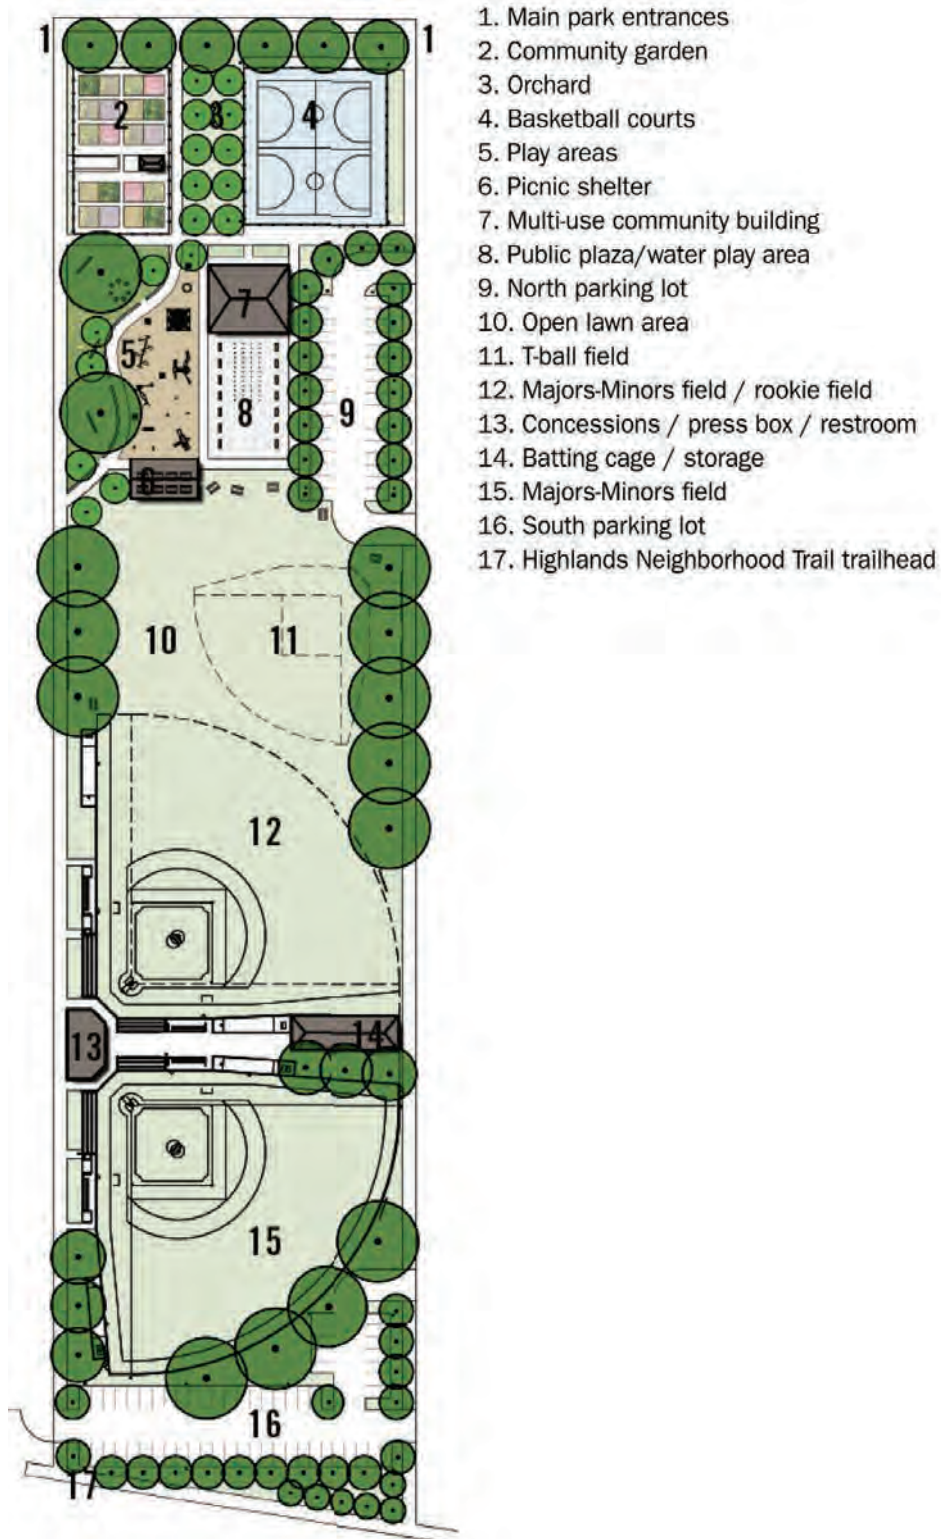 1
1
1. Main park entrances
2. Community garden
3. Orchard
4. Basketball courts
5. Play areas
6. Picnic shelter
7. Multi-use community building
8. Public plaza/water play area
9. North parking lot
10. Open lawn area
11. T-ball field
12. Majors-Minors field / rookie field
13. Concessions / press box / restroom
14. Batting cage / storage
15. Majors-Minors field
16. South parking lot
17. Highlands Neighborhood Trail trailhead
2
3
4
7
5
8
9
6
10
11
12
13
14
15
16
17